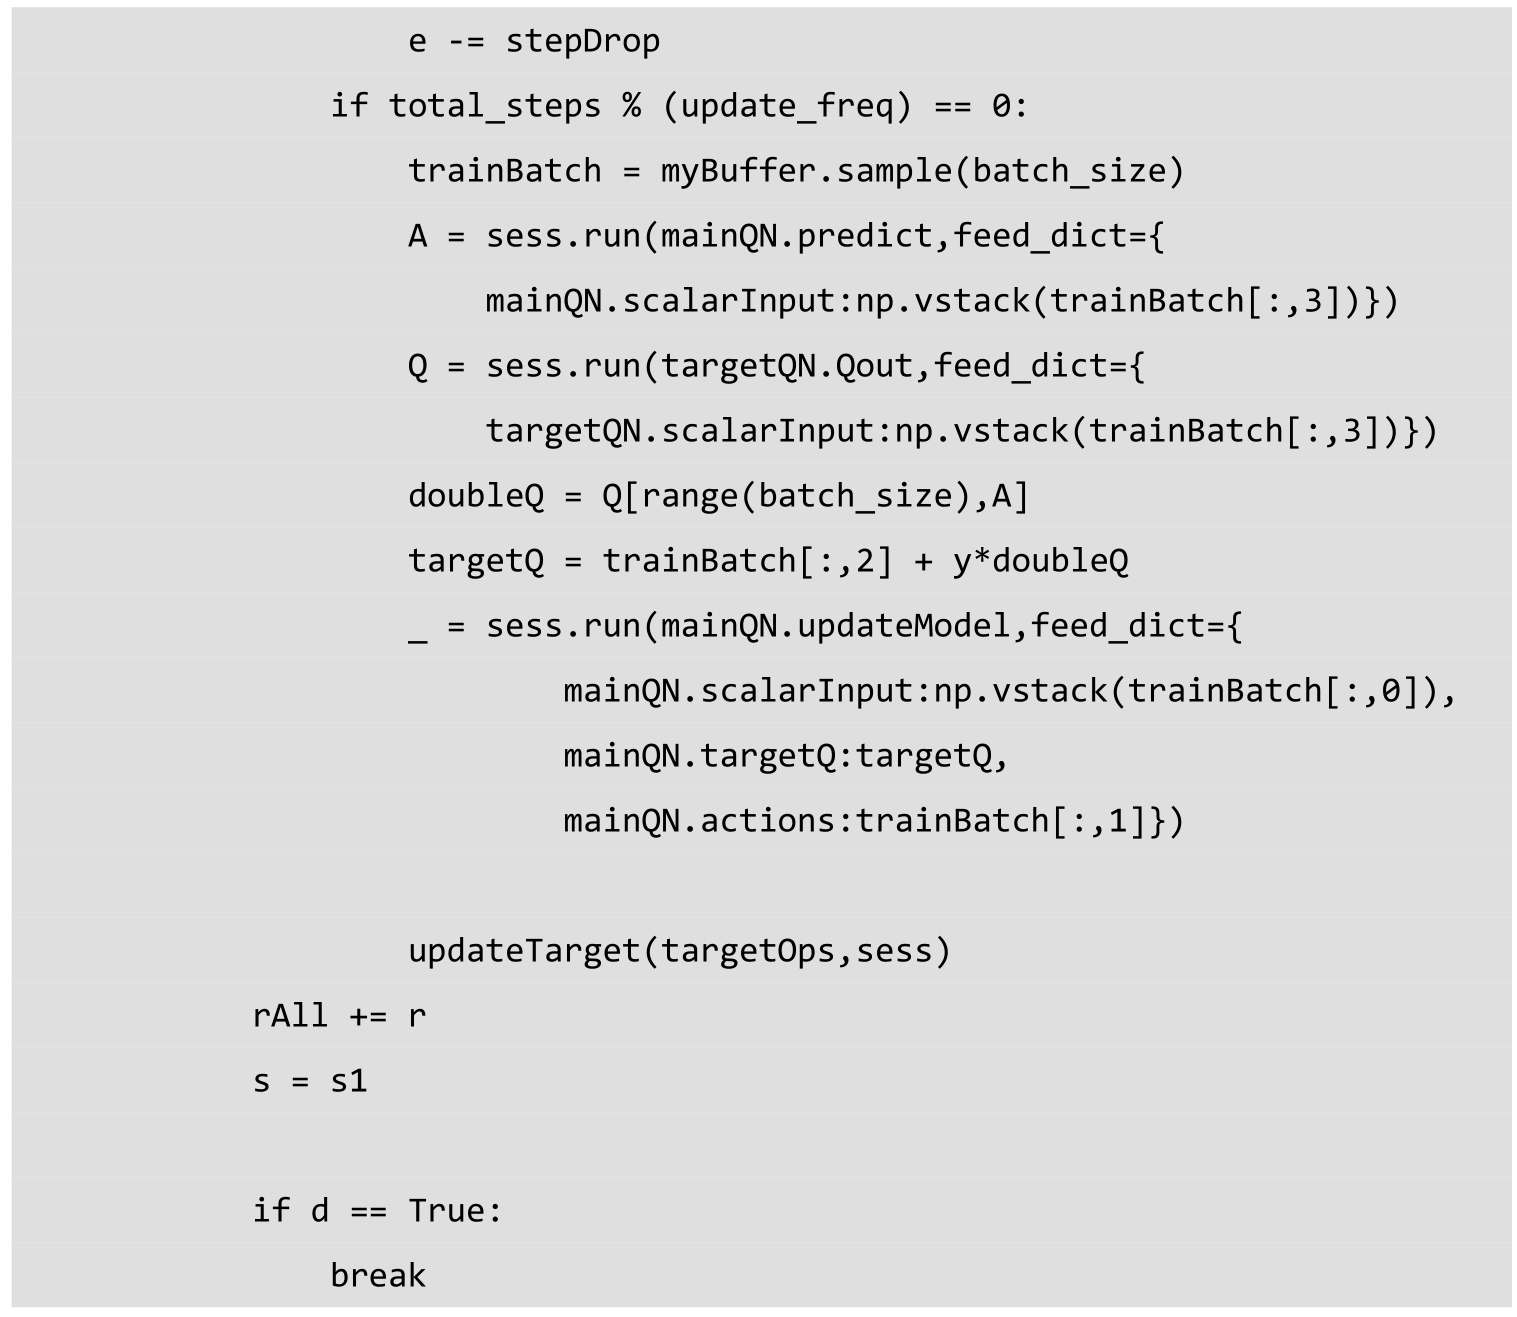 e -= stepDrop
if total_steps % (update_freq) == 0:
trainBatch = myBuffer.sample(batch_size)
A = sess.run(mainQN.predict,feed_dict={
mainQN.scalarInput:np.vstack(trainBatch[:,3])})
Q = sess.run(targetQN.Qout,feed_dict={
targetQN.scalarInput:np.vstack(trainBatch[:,3])})
doubleQ = Q[range(batch_size),A]
targetQ = trainBatch[:,2] + y*doubleQ
_ = sess.run(mainQN.updateModel,feed_dict={
mainQN.scalarInput:np.vstack(trainBatch[:,0]),
mainQN.targetQ:targetQ,
mainQN.actions:trainBatch[:,1]})
updateTarget(targetOps,sess)
rAll += r
s = s1
if d == True:
break